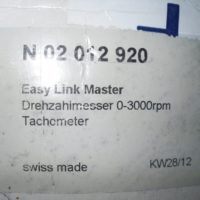 N 02 012 920
Easy Link Master
Drehzahlmesser 0-3000rpm
Tachometer
swiss made KW28/12